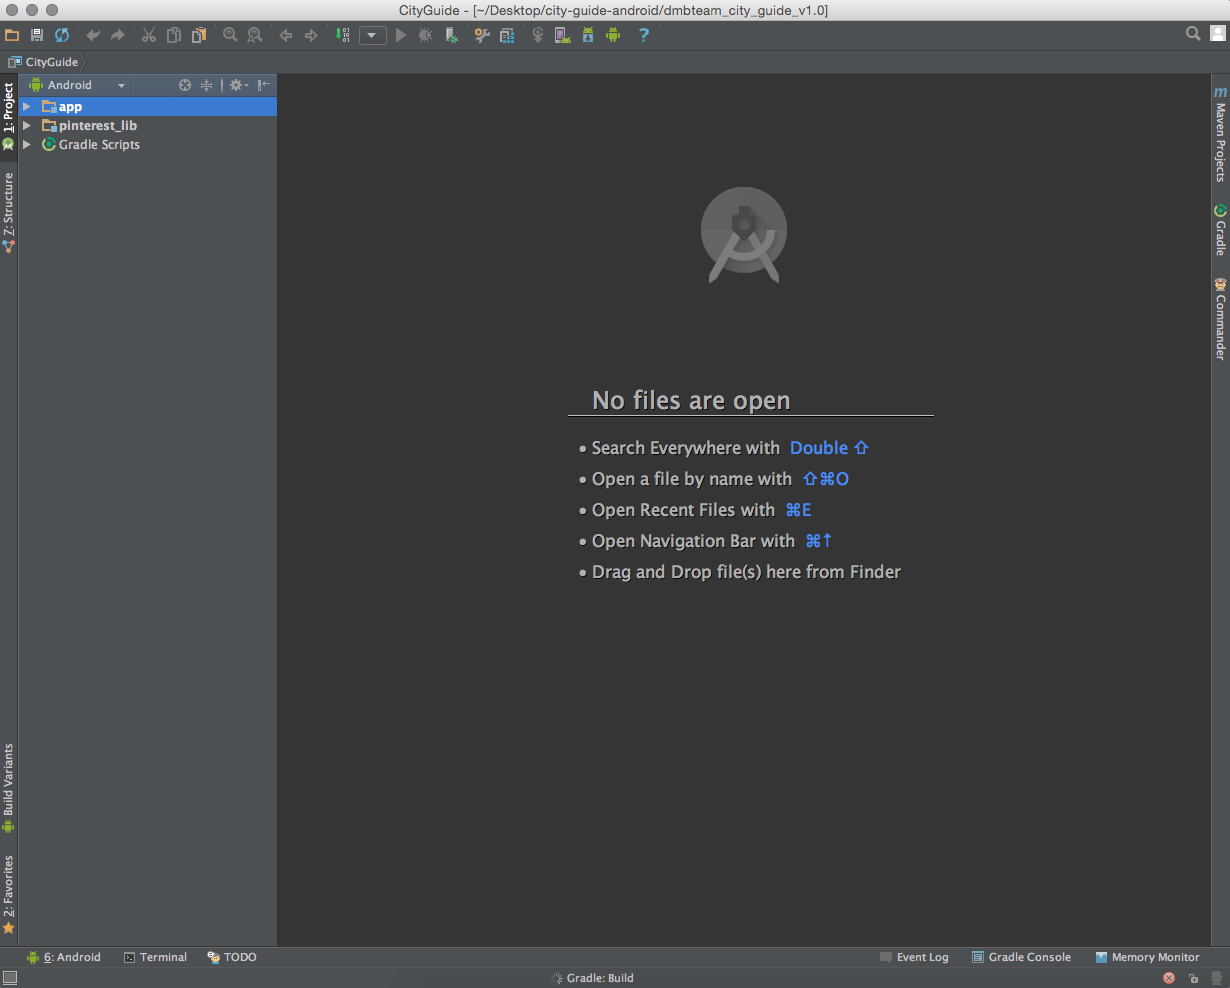 CityGuide - [~/Desktop/city-guide-android/dmbteam_city_guide_v1.0]
CityGuide
Android
app
pinterest_lib
Gradle Scripts
1: Project
7: Structure
Build Variants
2: Favorites
No files are open
• Search Everywhere with Double ⇧
• Open a file by name with ⇧⌘O
• Open Recent Files with ⌘E
• Open Navigation Bar with ⌘↑
• Drag and Drop file(s) here from Finder
m
Maven Projects
Gradle
Commander
6: Android
Terminal
TODO
Event Log
Gradle Console
Memory Monitor
Gradle: Build